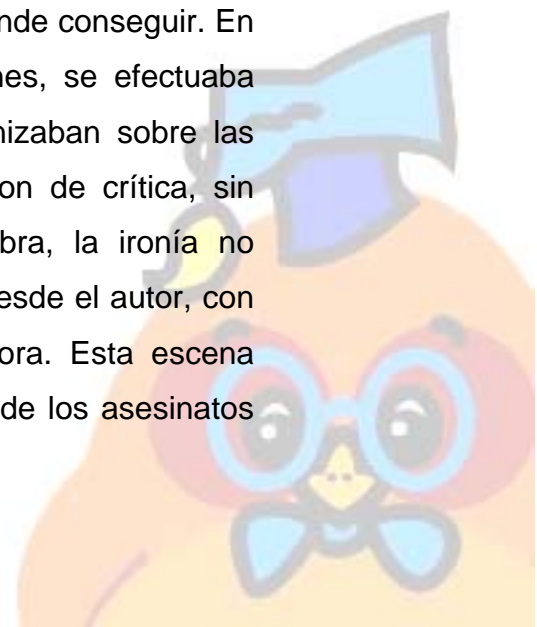 nde conseguir. En
nes, se efectuaba
nizaban sobre las
on de crítica, sin
bra, la ironía no
esde el autor, con
ora. Esta escena
de los asesinatos